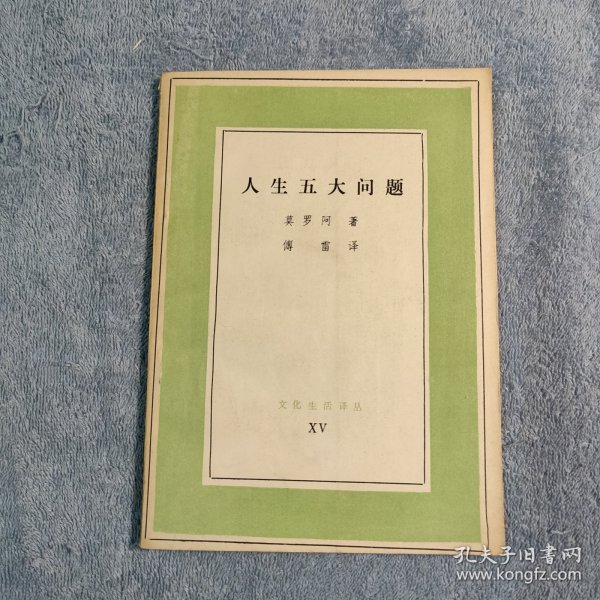 人生五大问题
莫罗阿 著
傅雷 译
文化生活译丛
XV
孔夫子旧书网
www.kongfz.com